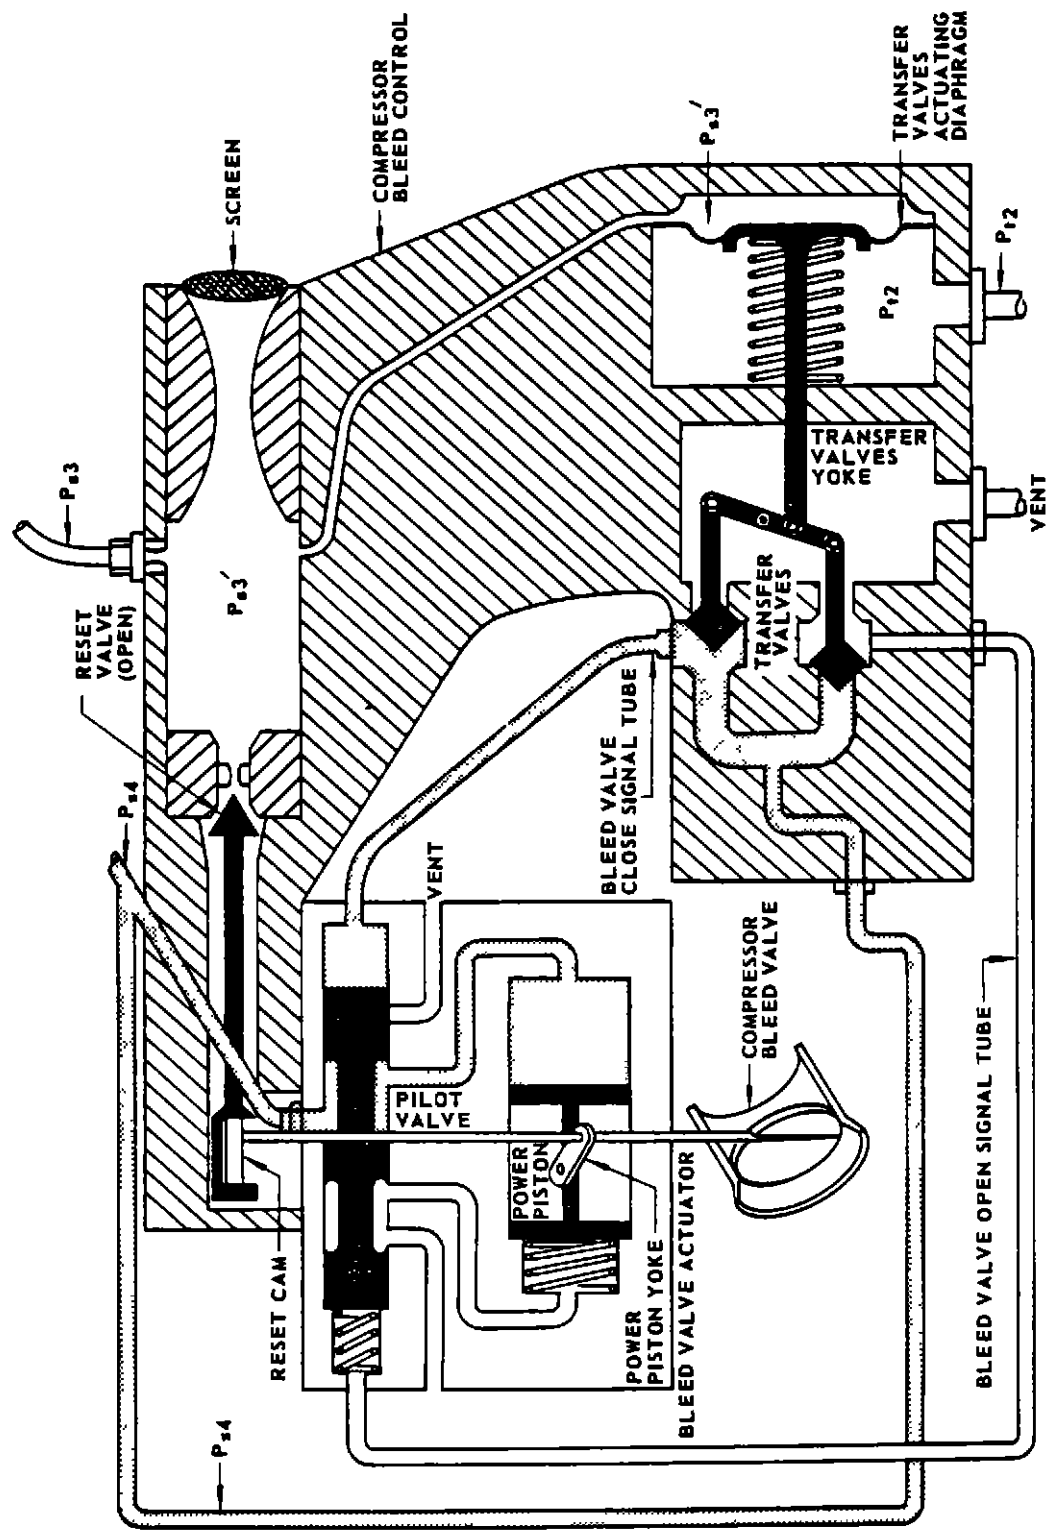 SCREEN
COMPRESSOR
BLEED CONTROL
Ps3
RESET
VALVE
(OPEN)
Ps3'
Ps4
Ps3'
TRANSFER
VALVES
ACTUATING
DIAPHRAGM
Pt2
Pt2
TRANSFER
VALVES
YOKE
VENT
TRANSFER
VALVES
BLEED VALVE
CLOSE SIGNAL TUBE
VENT
PILOT
VALVE
POWER
PISTON
COMPRESSOR
BLEED VALVE
RESET CAM
POWER
PISTON YOKE
BLEED VALVE ACTUATOR
BLEED VALVE OPEN SIGNAL TUBE
Ps4